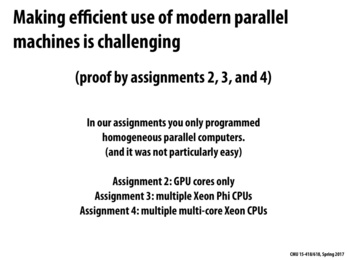 Making efficient use of modern parallel
machines is challenging
(proof by assignments 2, 3, and 4)
In our assignments you only programmed
homogeneous parallel computers.
(and it was not particularly easy)
Assignment 2: GPU cores only
Assignment 3: multiple Xeon Phi CPUs
Assignment 4: multiple multi-core Xeon CPUs
CMU 15-418/618, Spring 2017